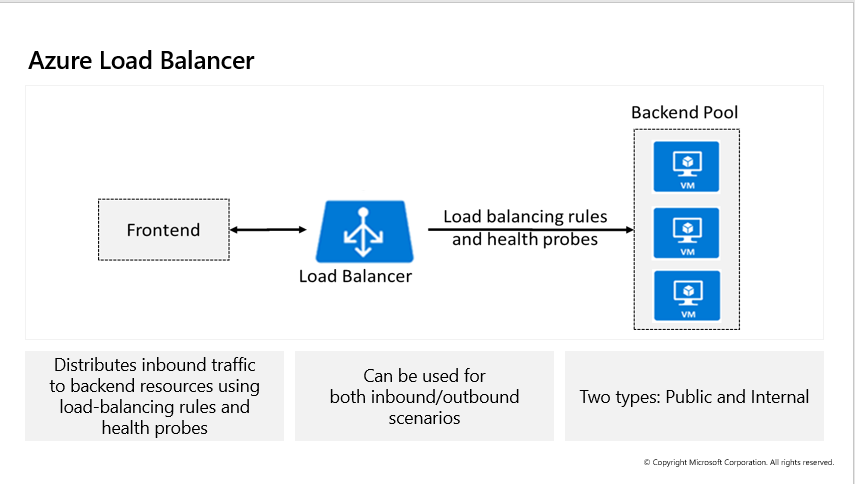 Azure Load Balancer
Backend Pool
VM
VM
VM
Frontend
Load Balancer
Load balancing rules
and health probes
Distributes inbound traffic
to backend resources using
load-balancing rules and
health probes
Can be used for
both inbound/outbound
scenarios
Two types: Public and Internal
© Copyright Microsoft Corporation. All rights reserved.